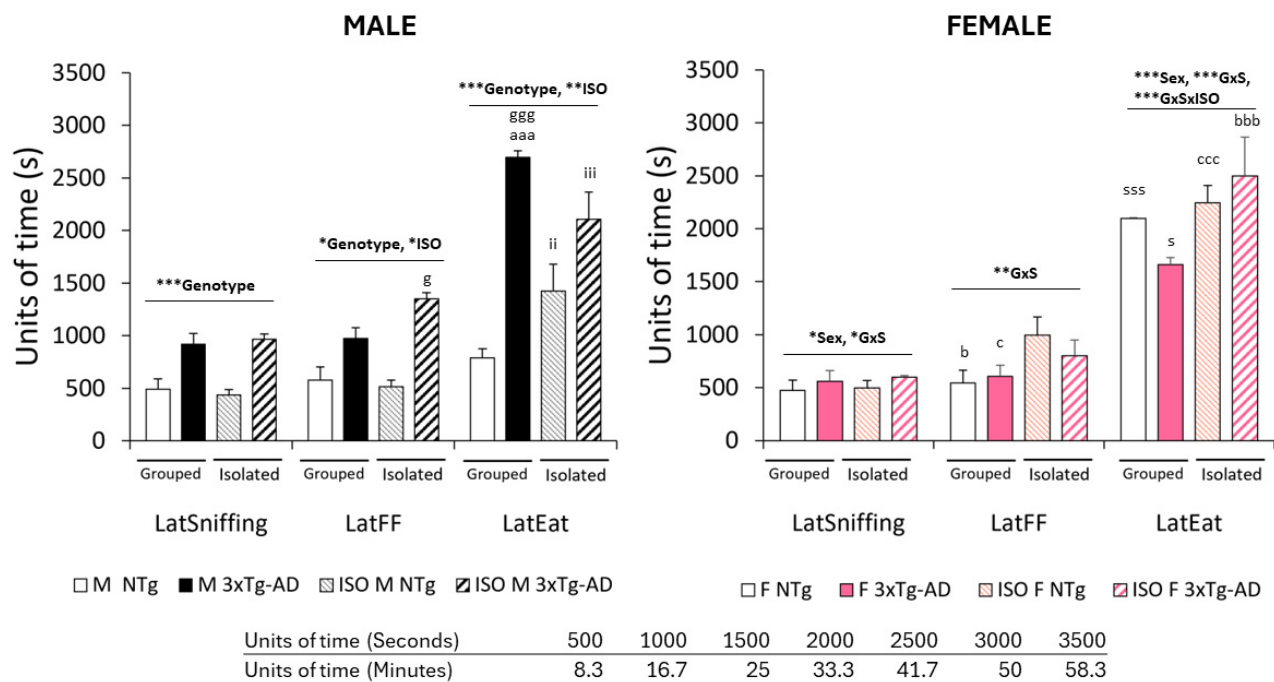 MALE
Units of time (s)
3500
3000
2500
2000
1500
1000
500
0
***Genotype
*Genotype, *ISO
g
***Genotype, **ISO
ggg
aaa
ii
iii
Grouped Isolated Grouped Isolated Grouped Isolated
LatSniffing LatFF LatEat
M NTg M 3xTg-AD ISO M NTg ISO M 3xTg-AD
FEMALE
Units of time (s)
3500
3000
2500
2000
1500
1000
500
0
*Sex, *GxS
**GxS
b
c
***Sex, ***GxS,
***GxSxISO
sss
s
ccc
bbb
Grouped Isolated Grouped Isolated Grouped Isolated
LatSniffing LatFF LatEat
F NTg F 3xTg-AD ISO F NTg ISO F 3xTg-AD
Units of time (Seconds) 500 1000 1500 2000 2500 3000 3500
Units of time (Minutes) 8.3 16.7 25 33.3 41.7 50 58.3